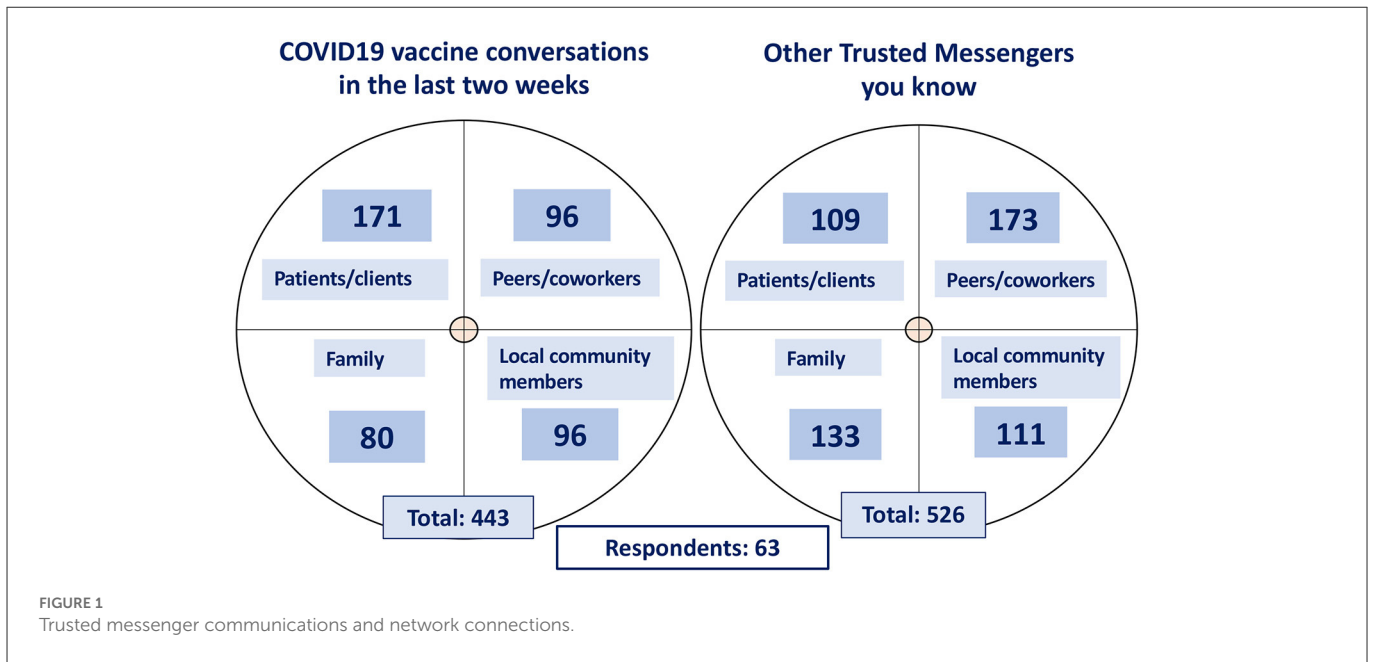 COVID19 vaccine conversations
in the last two weeks
171
Patients/clients
96
Peers/coworkers
Family
80
Local community
members
96
Total: 443
Other Trusted Messengers
you know
109
Patients/clients
173
Peers/coworkers
Family
133
Local community
members
111
Total: 526
Respondents: 63
FIGURE 1
Trusted messenger communications and network connections.